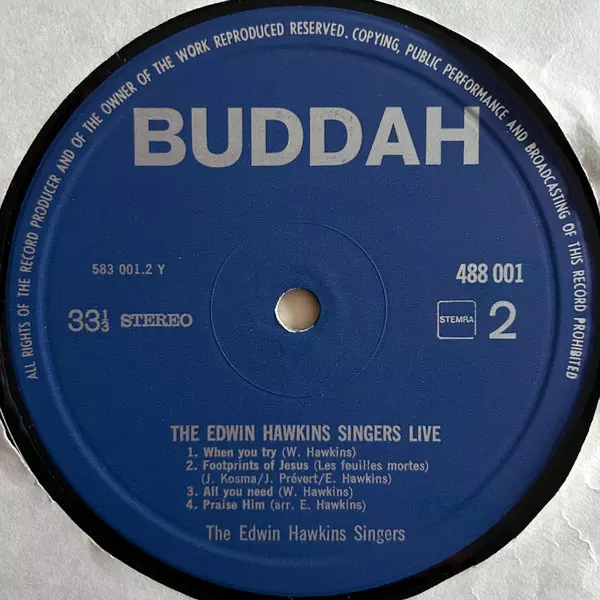 ALL RIGHTS OF THE RECORD PRODUCER AND OF THE OWNER OF THE WORK REPRODUCED RESERVED. COPYING, PUBLIC PERFORMANCE AND BROADCASTING OF THIS RECORD PROHIBITED
BUDDAH
583 001.2 Y
488 001
33⅓ STEREO
STEMRA 2
THE EDWIN HAWKINS SINGERS LIVE
1. When you try (W. Hawkins)
2. Footprints of Jesus (Les feuilles mortes)
(J. Kosma/J. Prévert/E. Hawkins)
3. All you need (W. Hawkins)
4. Praise Him (arr. E. Hawkins)
The Edwin Hawkins Singers